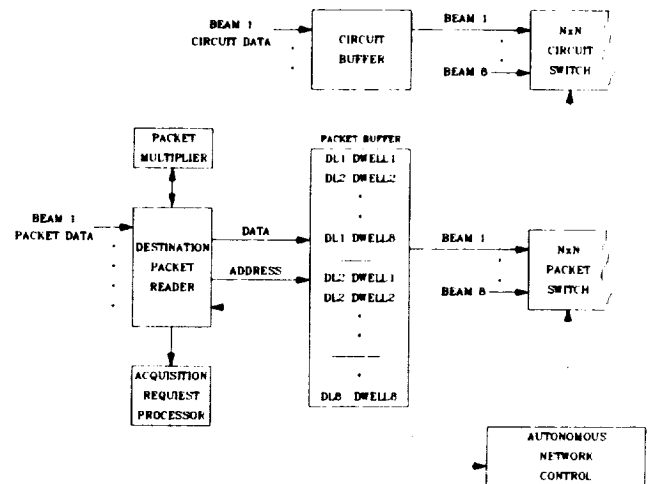 BEAM 1
CIRCUIT DATA
CIRCUIT
BUFFER
BEAM 1
BEAM 8
NxN
CIRCUIT
SWITCH
PACKET
MULTIPLIER
BEAM 1
PACKET DATA
DESTINATION
PACKET
READER
DATA
ADDRESS
ACQUISITION
REQUIEST
PROCESSOR
PACKET BUFFER
DL1 DWELL1
DL2 DWELL2
DL1 DWELL8
DL2 DWELL1
DL2 DWELL2
DL8 DWELL8
BEAM 1
BEAM 8
NxN
PACKET
SWITCH
AUTONOMOUS
NETWORK
CONTROL